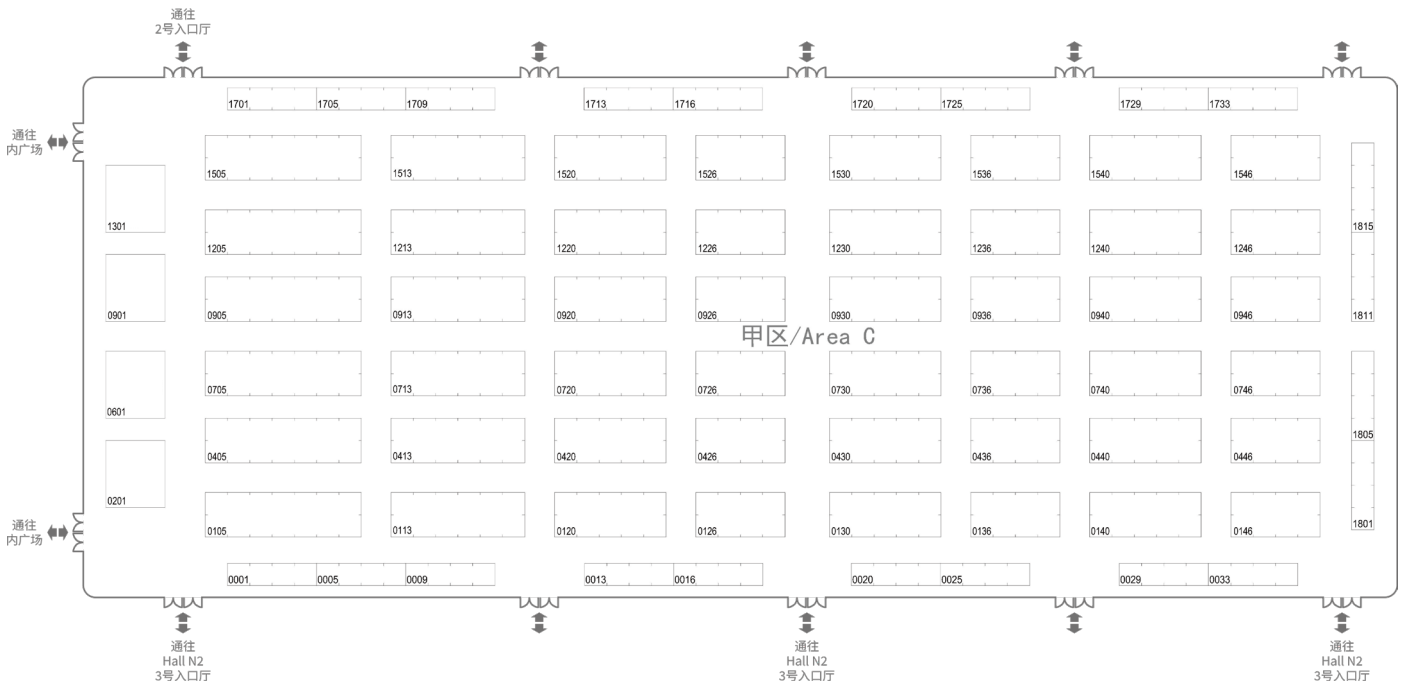 通往
2号入口厅
1701 1705 1709 1713 1716 1720 1725 1729 1733
通往
内广场
1505 1513 1520 1526 1530 1536 1540 1546
1301
1815
1205 1213 1220 1226 1230 1236 1240 1246
0901 0905 0913 0920 0926 0930 0936 0940 0946 1811
甲区/Area C
0705 0713 0720 0726 0730 0736 0740 0746
0601
1805
0405 0413 0420 0426 0430 0436 0440 0446
0201
通往
内广场
0105 0113 0120 0126 0130 0136 0140 0146 1801
0001 0005 0009 0013 0016 0020 0025 0029 0033
通往
Hall N2
3号入口厅
通往
Hall N2
3号入口厅
通往
Hall N2
3号入口厅